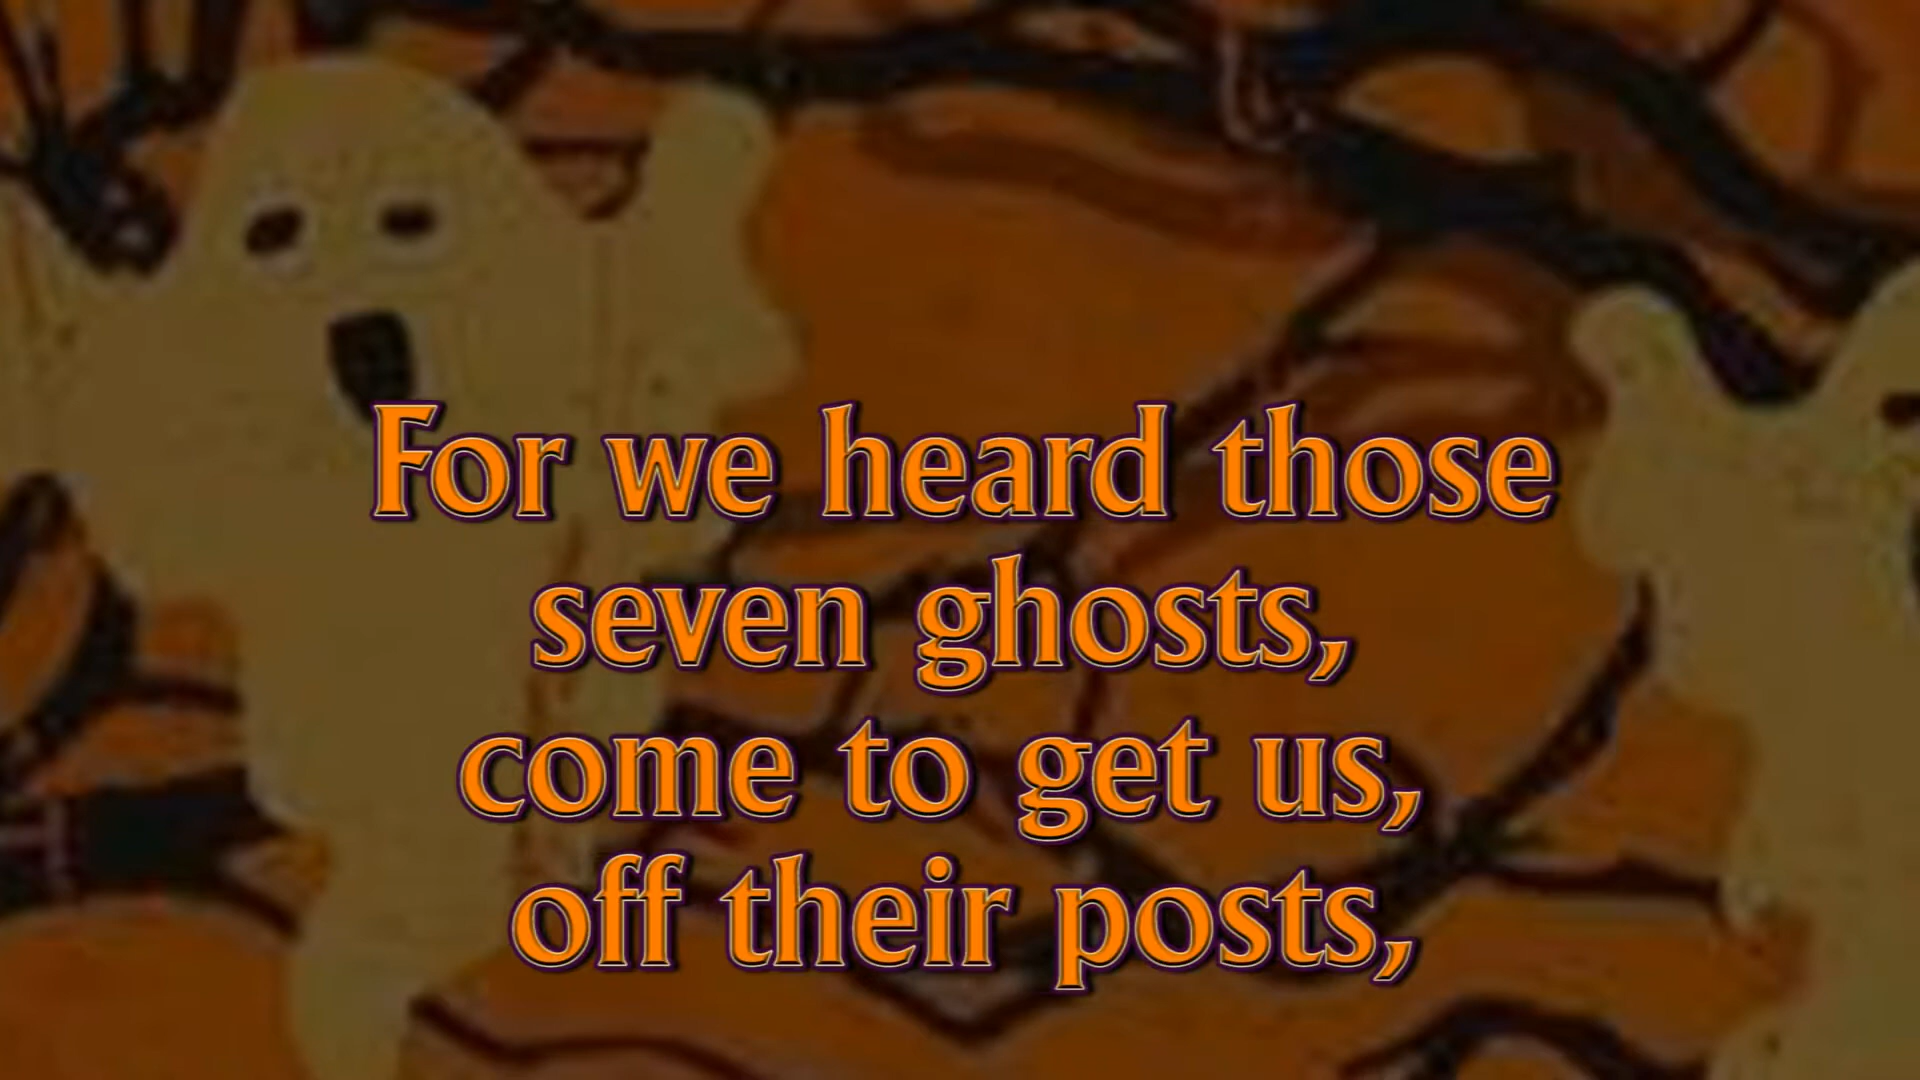 For we heard those
seven ghosts,
come to get us,
off their posts,